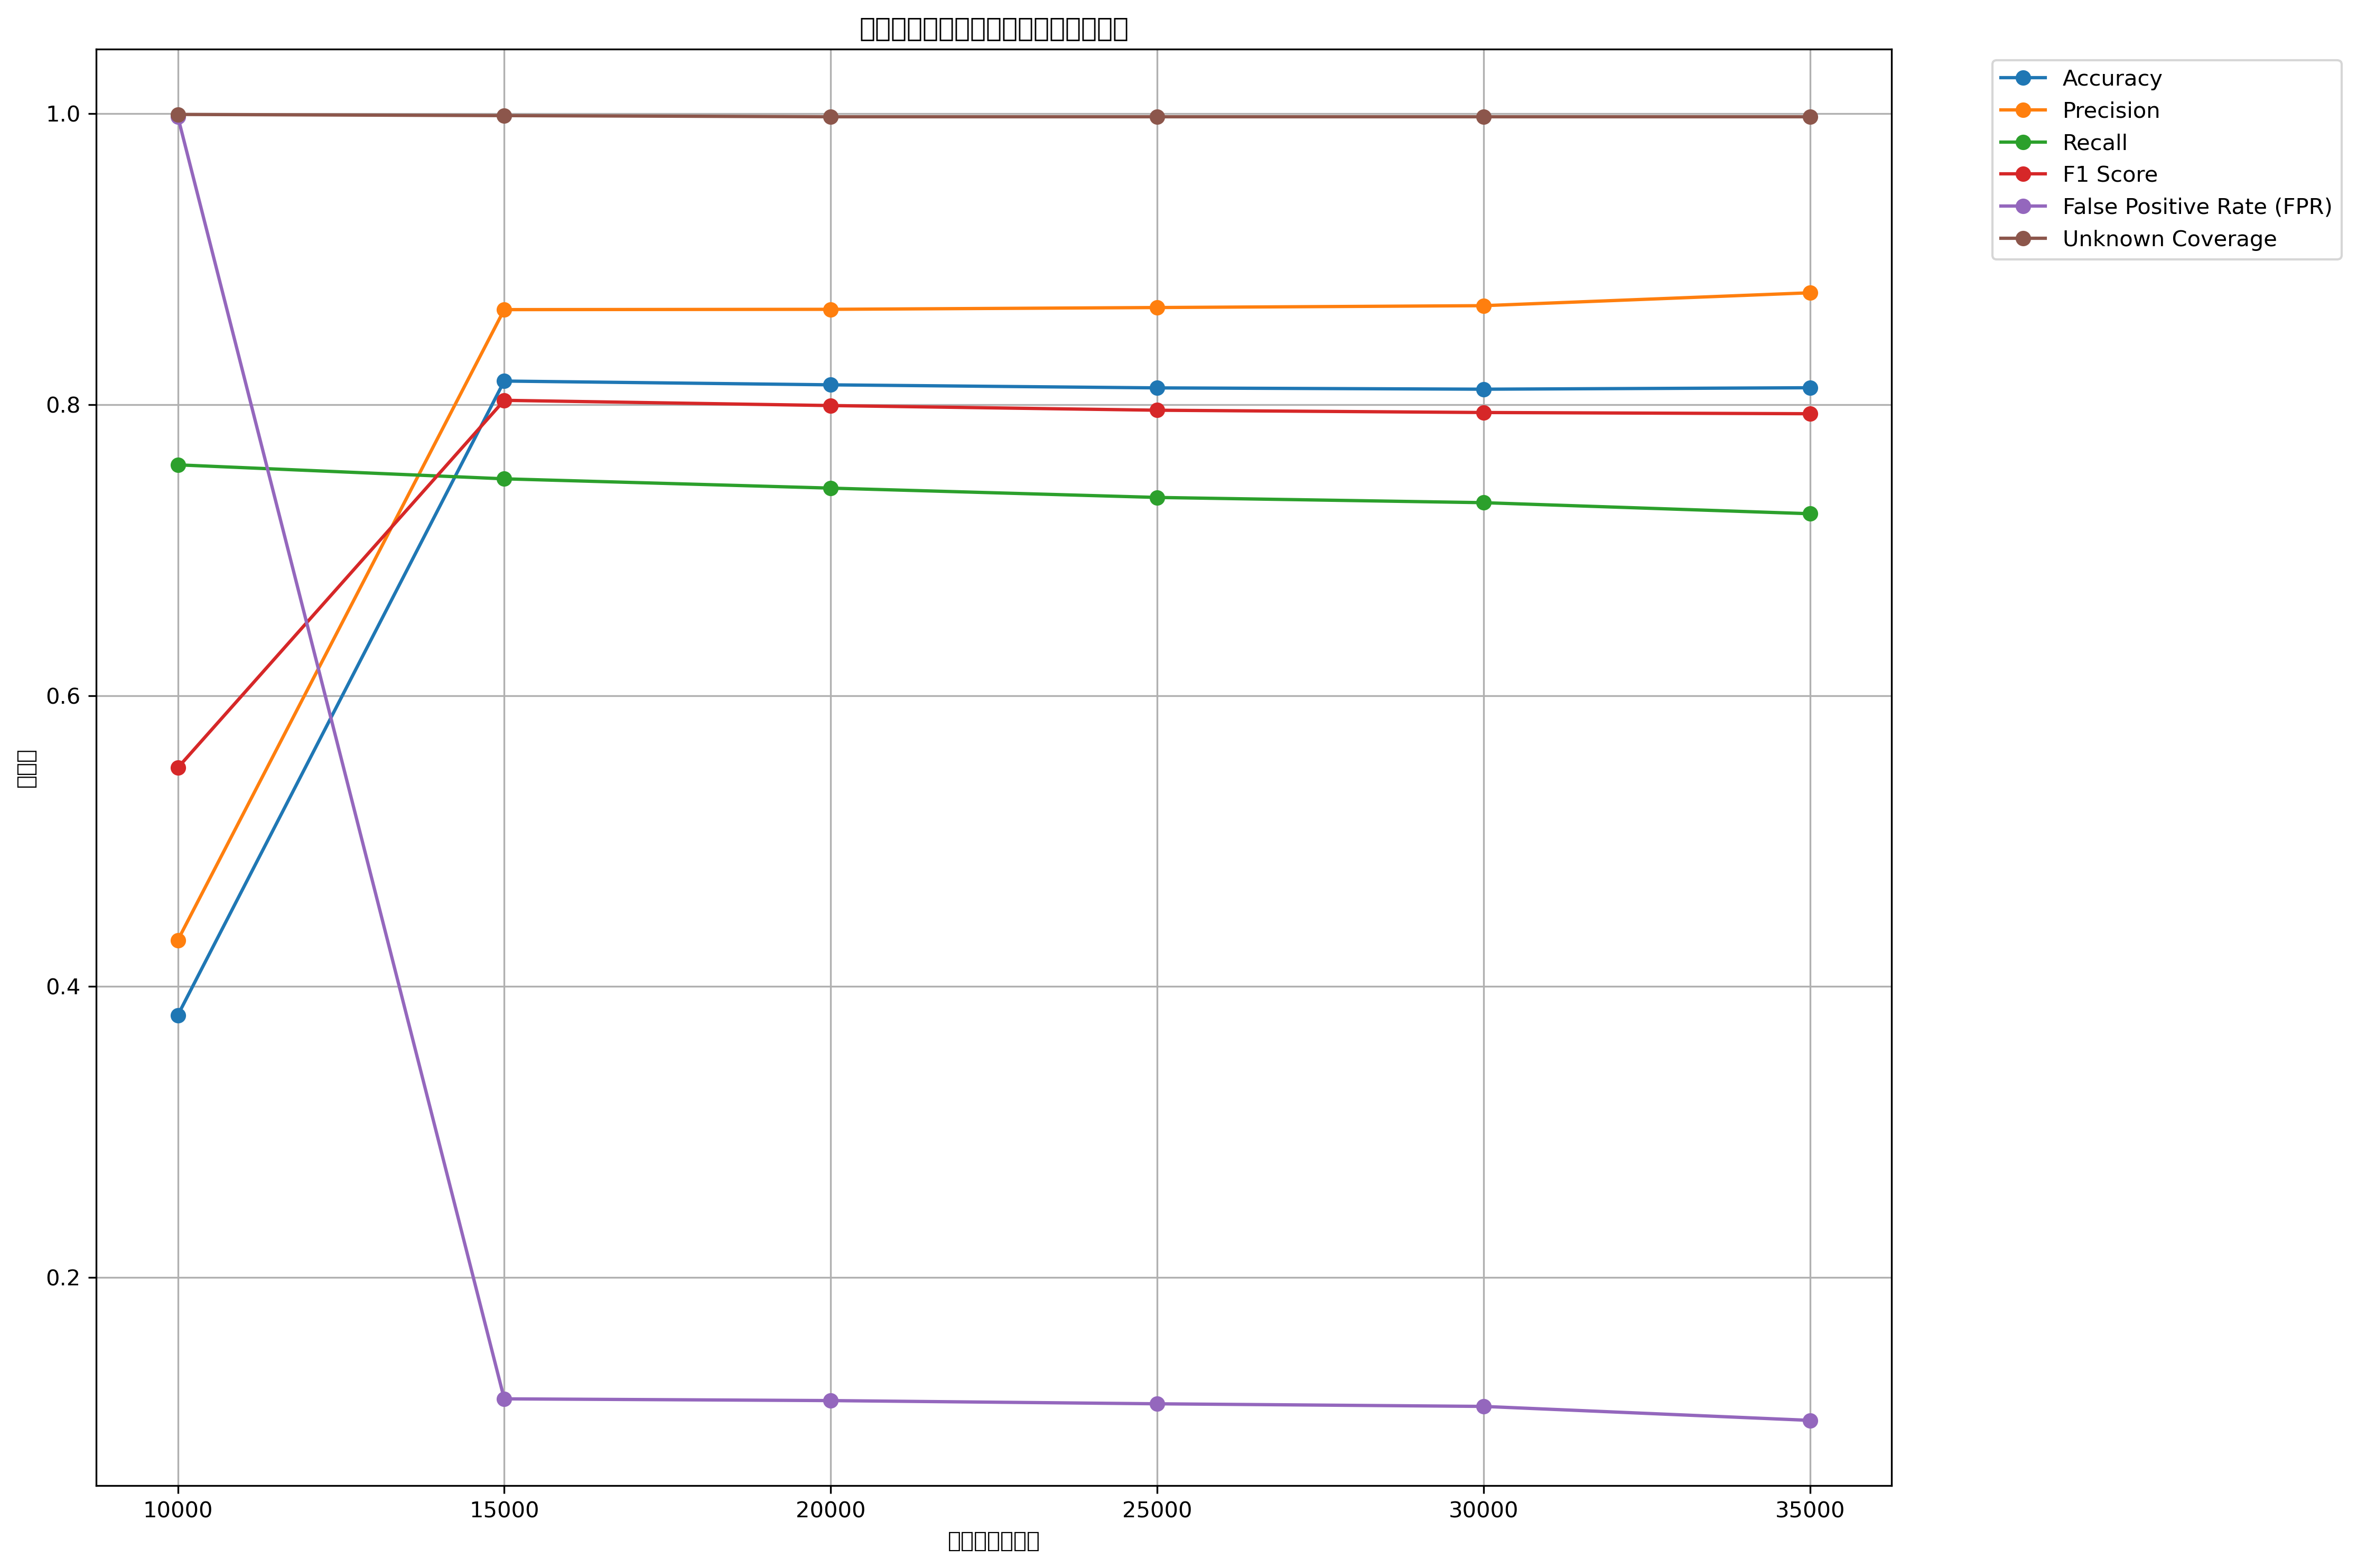 1.0
0.8
0.6
0.4
0.2
10000
15000
20000
25000
30000
35000
Accuracy
Precision
Recall
F1 Score
False Positive Rate (FPR)
Unknown Coverage